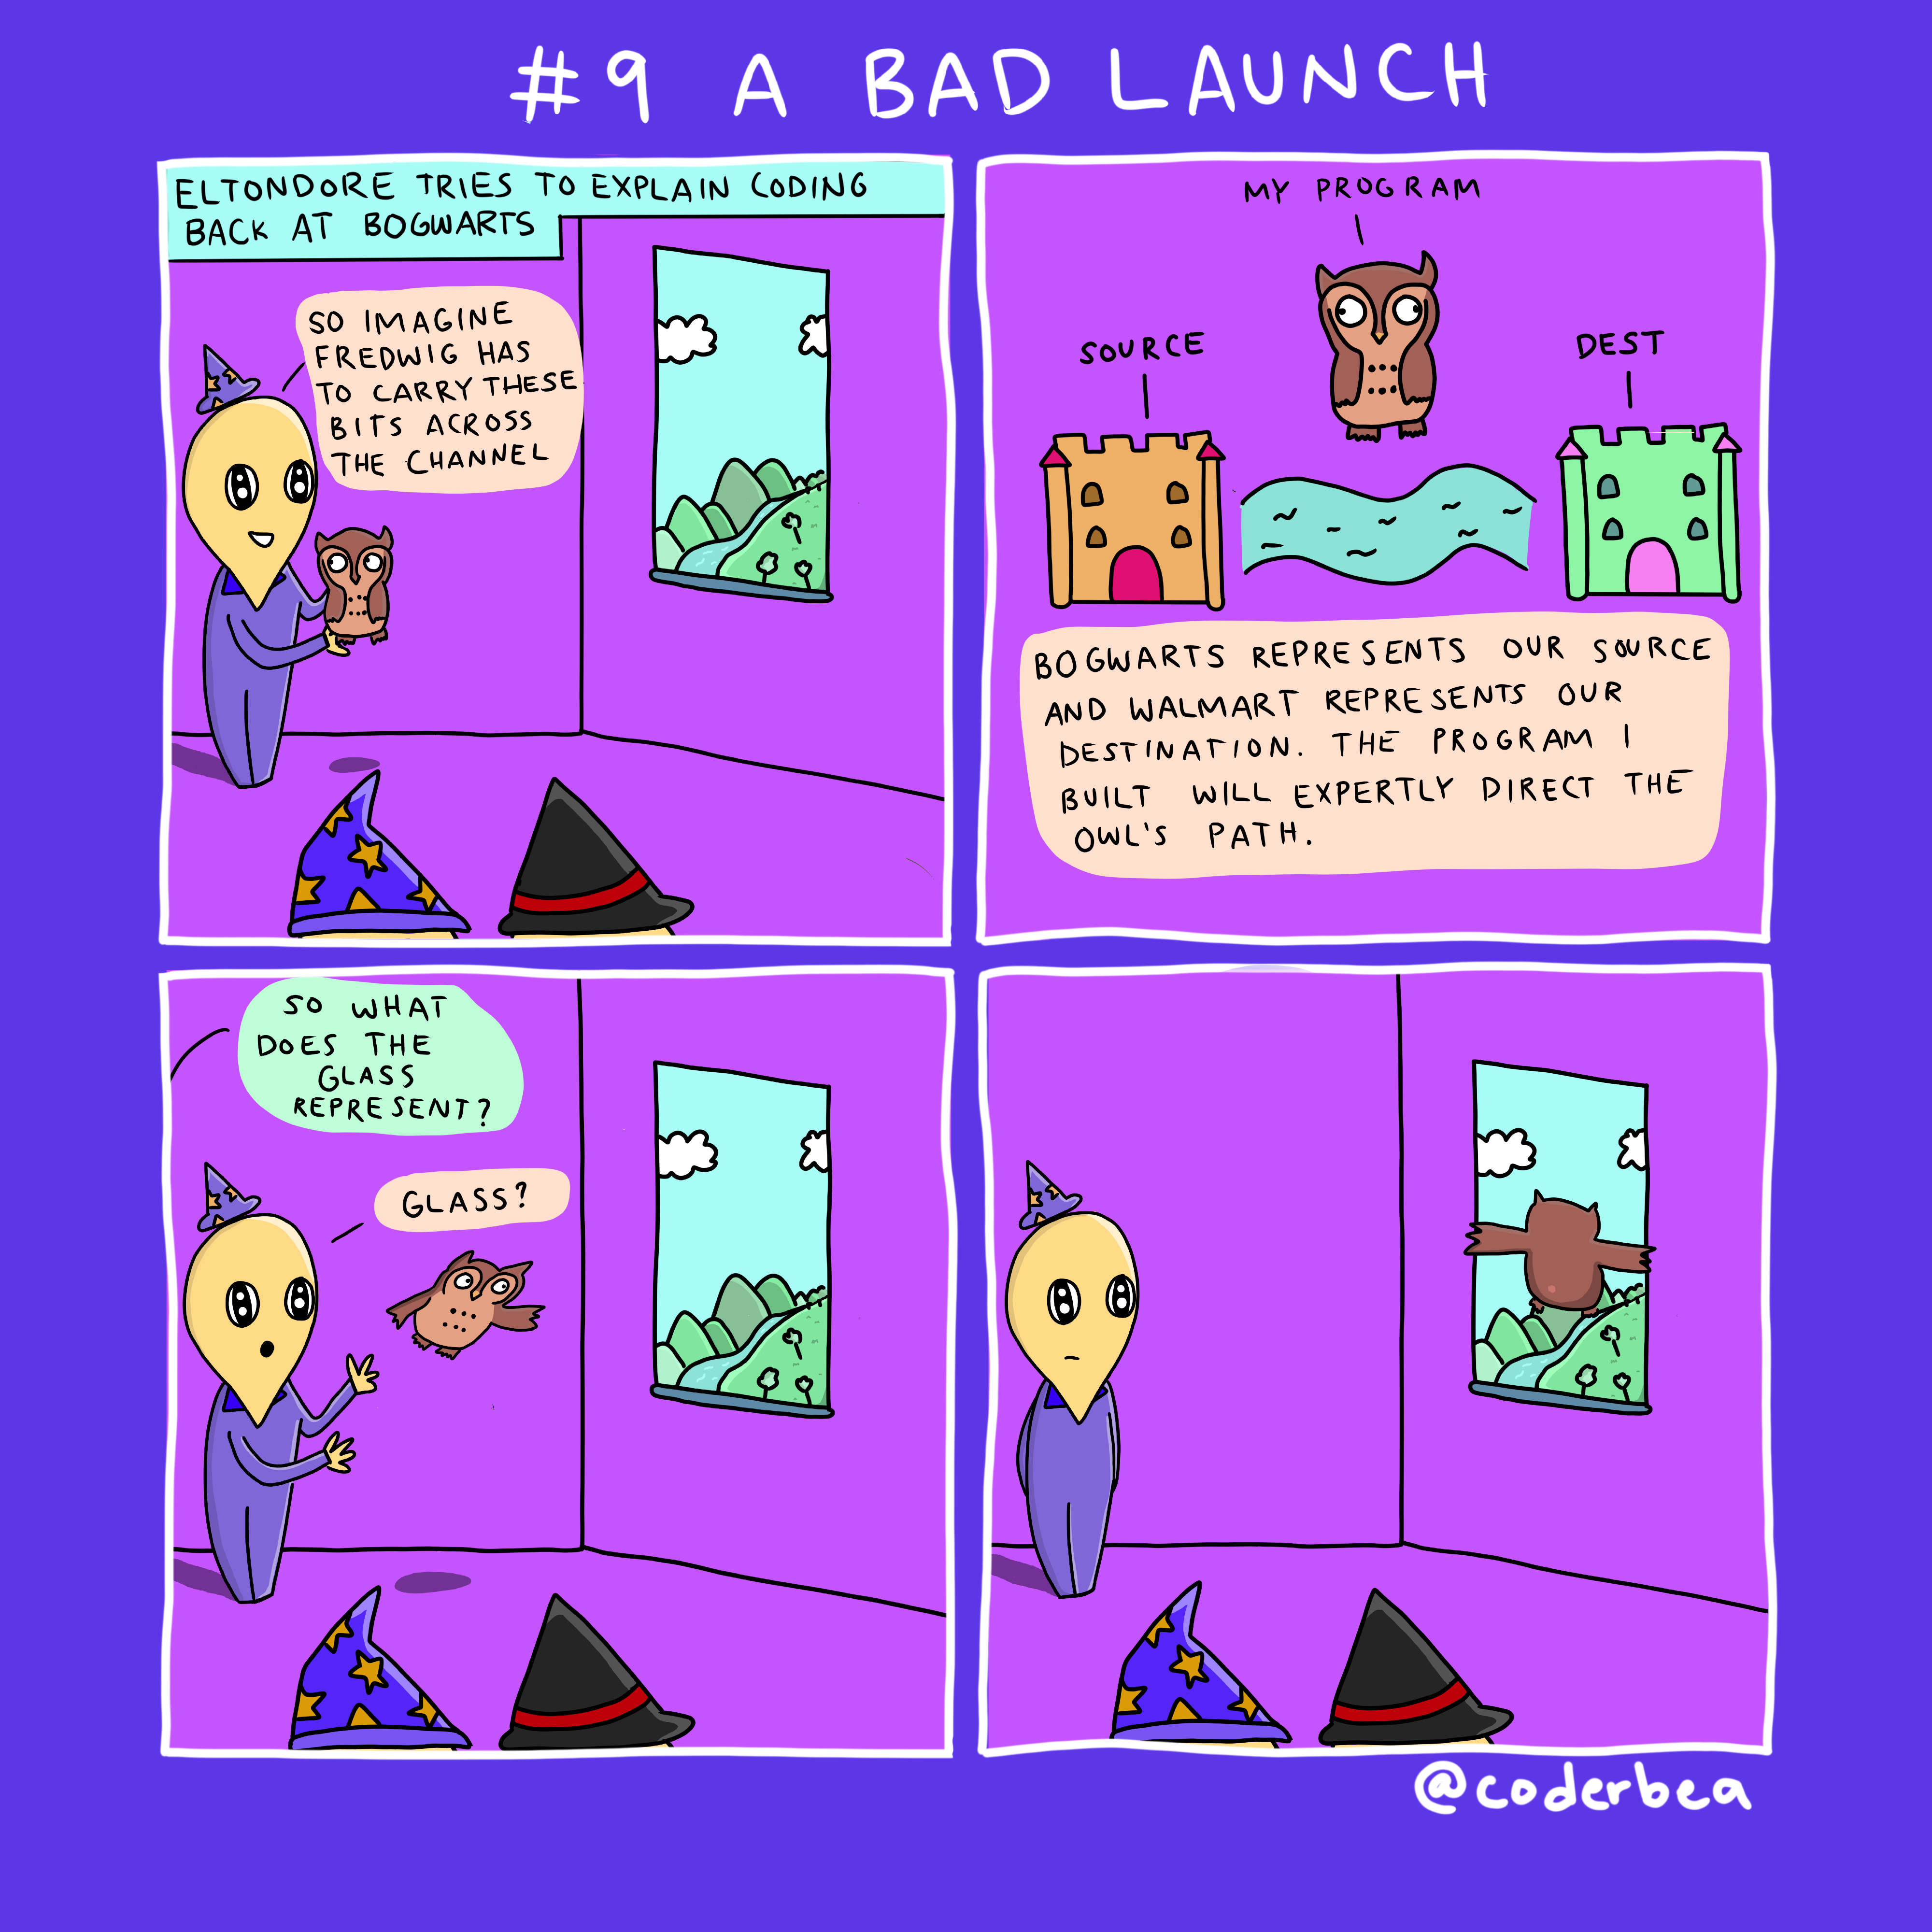 #9 A BAD LAUNCH
ELTONDORE TRIES TO EXPLAIN CODING
BACK AT BOGWARTS
SO IMAGINE
FREDWIG HAS
TO CARRY THESE
BITS ACROSS
THE CHANNEL
MY PROGRAM
SOURCE
DEST
BOGWARTS REPRESENTS OUR SOURCE
AND WALMART REPRESENTS OUR
DESTINATION. THE PROGRAM I
BUILT WILL EXPERTLY DIRECT THE
OWL'S PATH.
SO WHAT
DOES THE
GLASS
REPRESENT?
GLASS?
@coderbea